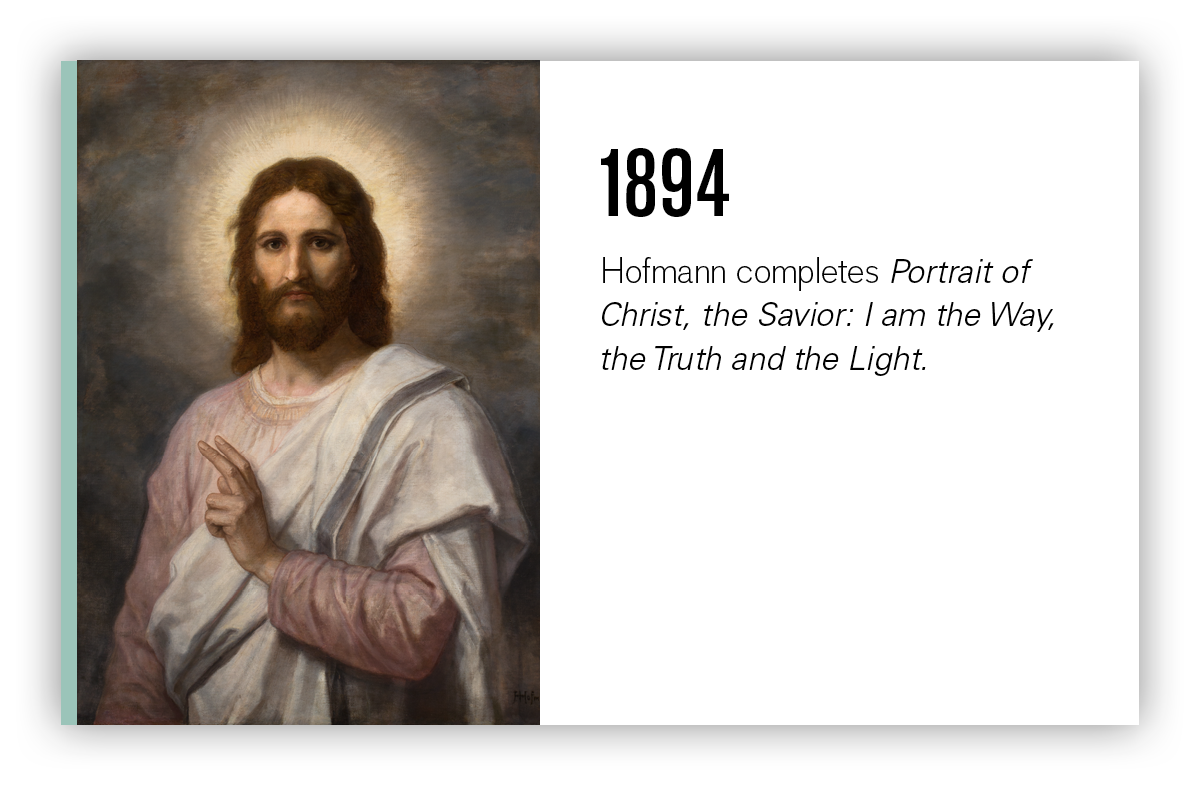 1894
Hofmann completes Portrait of
Christ, the Savior: I am the Way,
the Truth and the Light.